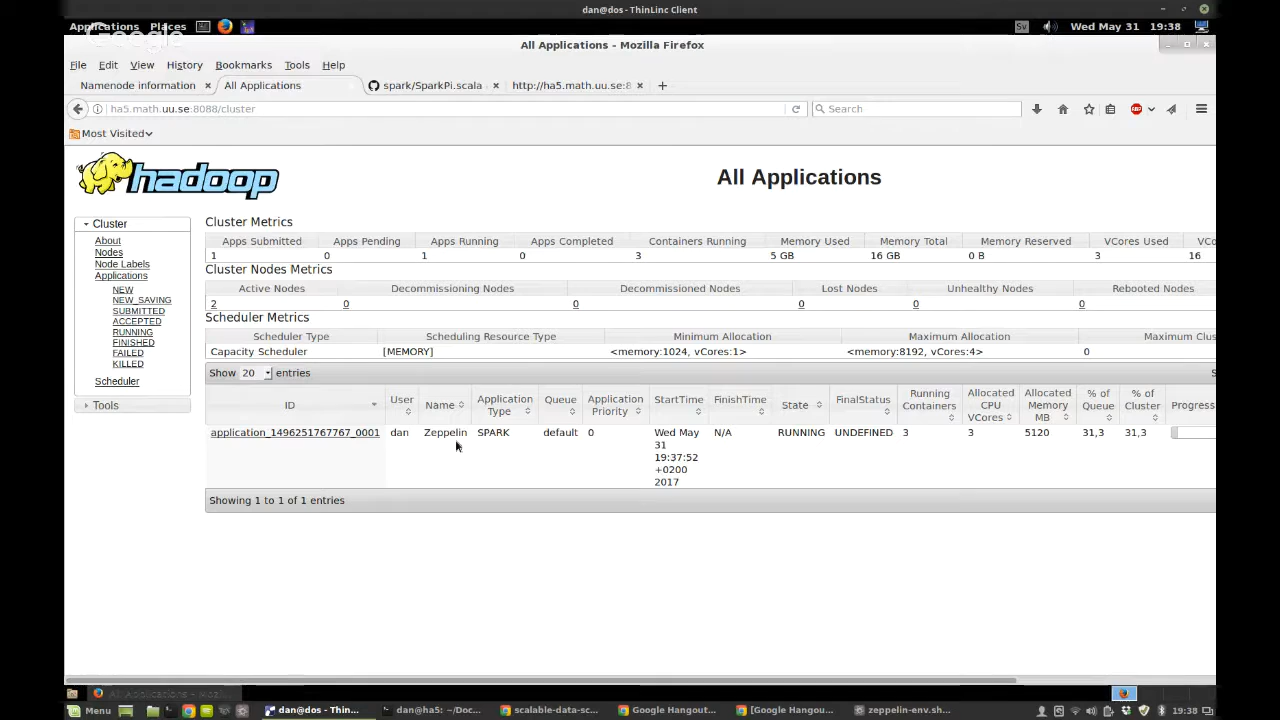 dan@dos - ThinLinc Client
Applications Places Sv Wed May 31 19:38
Google
All Applications - Mozilla Firefox
File Edit View History Bookmarks Tools Help
Namenode information × All Applications spark/SparkPi.scala × http://ha5.math.uu.se:8 × +
ha5.math.uu.se:8088/cluster Search
Most Visited
hadoop All Applications
Cluster
About
Nodes
Node Labels
Applications
NEW
NEW_SAVING
SUBMITTED
ACCEPTED
RUNNING
FINISHED
FAILED
KILLED
Scheduler
Tools
Cluster Metrics
Apps Submitted Apps Pending Apps Running Apps Completed Containers Running Memory Used Memory Total Memory Reserved VCores Used VCo
1 0 1 0 3 5 GB 16 GB 0 B 3 16
Cluster Nodes Metrics
Active Nodes Decommissioning Nodes Decommissioned Nodes Lost Nodes Unhealthy Nodes Rebooted Nodes
2 0 0 0 0 0
Scheduler Metrics
Scheduler Type Scheduling Resource Type Minimum Allocation Maximum Allocation Maximum Clus
Capacity Scheduler [MEMORY] <memory:1024, vCores:1> <memory:8192, vCores:4> 0
Show 20 entries S
ID User Name Application Type Queue Application Priority StartTime FinishTime State FinalStatus Running Containers Allocated CPU VCores Allocated Memory MB % of Queue % of Cluster Progress
application_1496251767767_0001 dan Zeppelin SPARK default 0 Wed May 31 19:37:52 +0200 2017 N/A RUNNING UNDEFINED 3 3 5120 31,3 31,3
Showing 1 to 1 of 1 entries
All Applications - Mozil...
Menu dan@dos - Thin... dan@ha5: ~/Doc... scalable-data-sc... Google Hangout... [Google Hangou... zeppelin-env.sh... 19:38